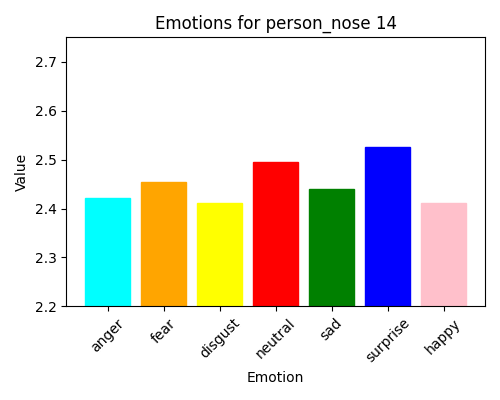 Emotions for person_nose 14
2.7
2.6
2.5
2.4
2.3
2.2
Value
anger
fear
disgust
neutral
sad
surprise
happy
Emotion